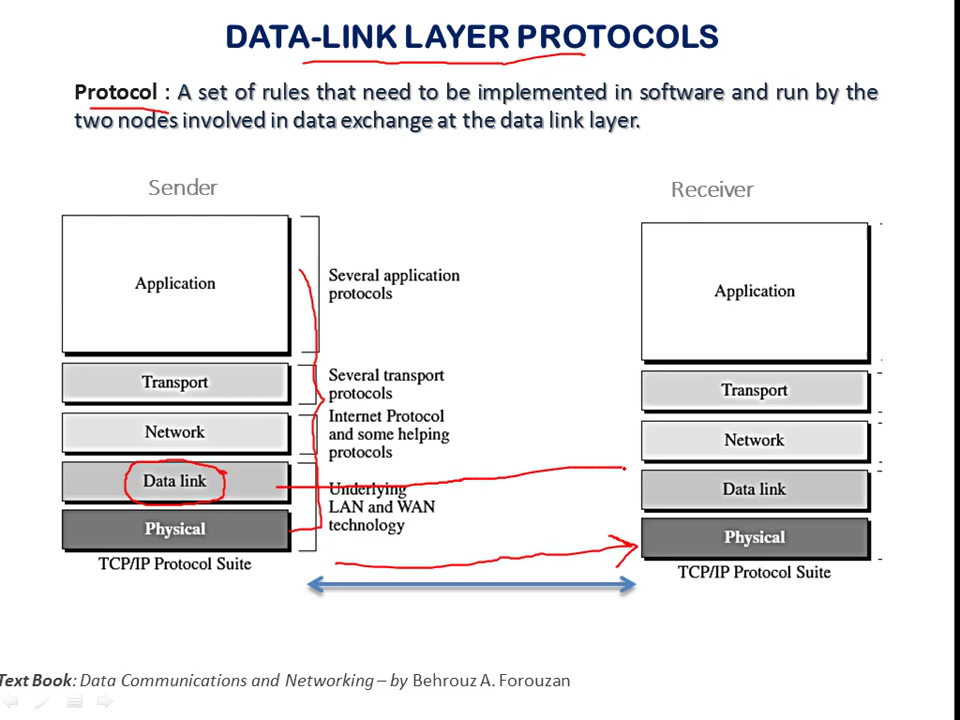 DATA-LINK LAYER PROTOCOLS
Protocol : A set of rules that need to be implemented in software and run by the
two nodes involved in data exchange at the data link layer.
Sender
Receiver
Application
Several application
protocols
Transport
Several transport
protocols
Network
Internet Protocol
and some helping
protocols
Data link
Underlying
LAN and WAN
technology
Physical
TCP/IP Protocol Suite
Application
Transport
Network
Data link
Physical
TCP/IP Protocol Suite
Text Book: Data Communications and Networking – by Behrouz A. Forouzan